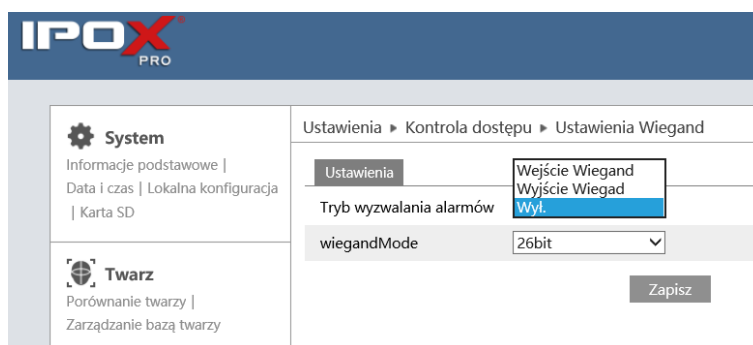 IPOX
PRO
System
Informacje podstawowe |
Data i czas | Lokalna konfiguracja
| Karta SD
Twarz
Porównanie twarzy |
Zarządzanie bazą twarzy
Ustawienia ▸ Kontrola dostępu ▸ Ustawienia Wiegand
Ustawienia
Wejście Wiegand
Wyjście Wiegad
Tryb wyzwalania alarmów Wył.
wiegandMode 26bit
Zapisz